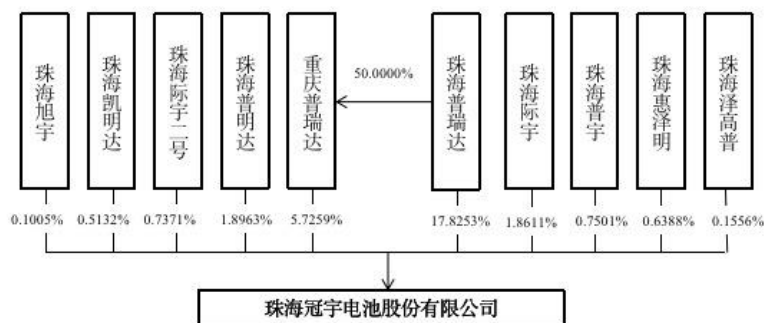 珠海旭宇
珠海凯明达
珠海际宇二号
珠海普明达
重庆普瑞达
50.0000%
珠海普瑞达
珠海际宇
珠海普宇
珠海惠泽明
珠海泽高普
0.1005%
0.5132%
0.7371%
1.8963%
5.7259%
17.8253%
1.8611%
0.7501%
0.6388%
0.1556%
珠海冠宇电池股份有限公司